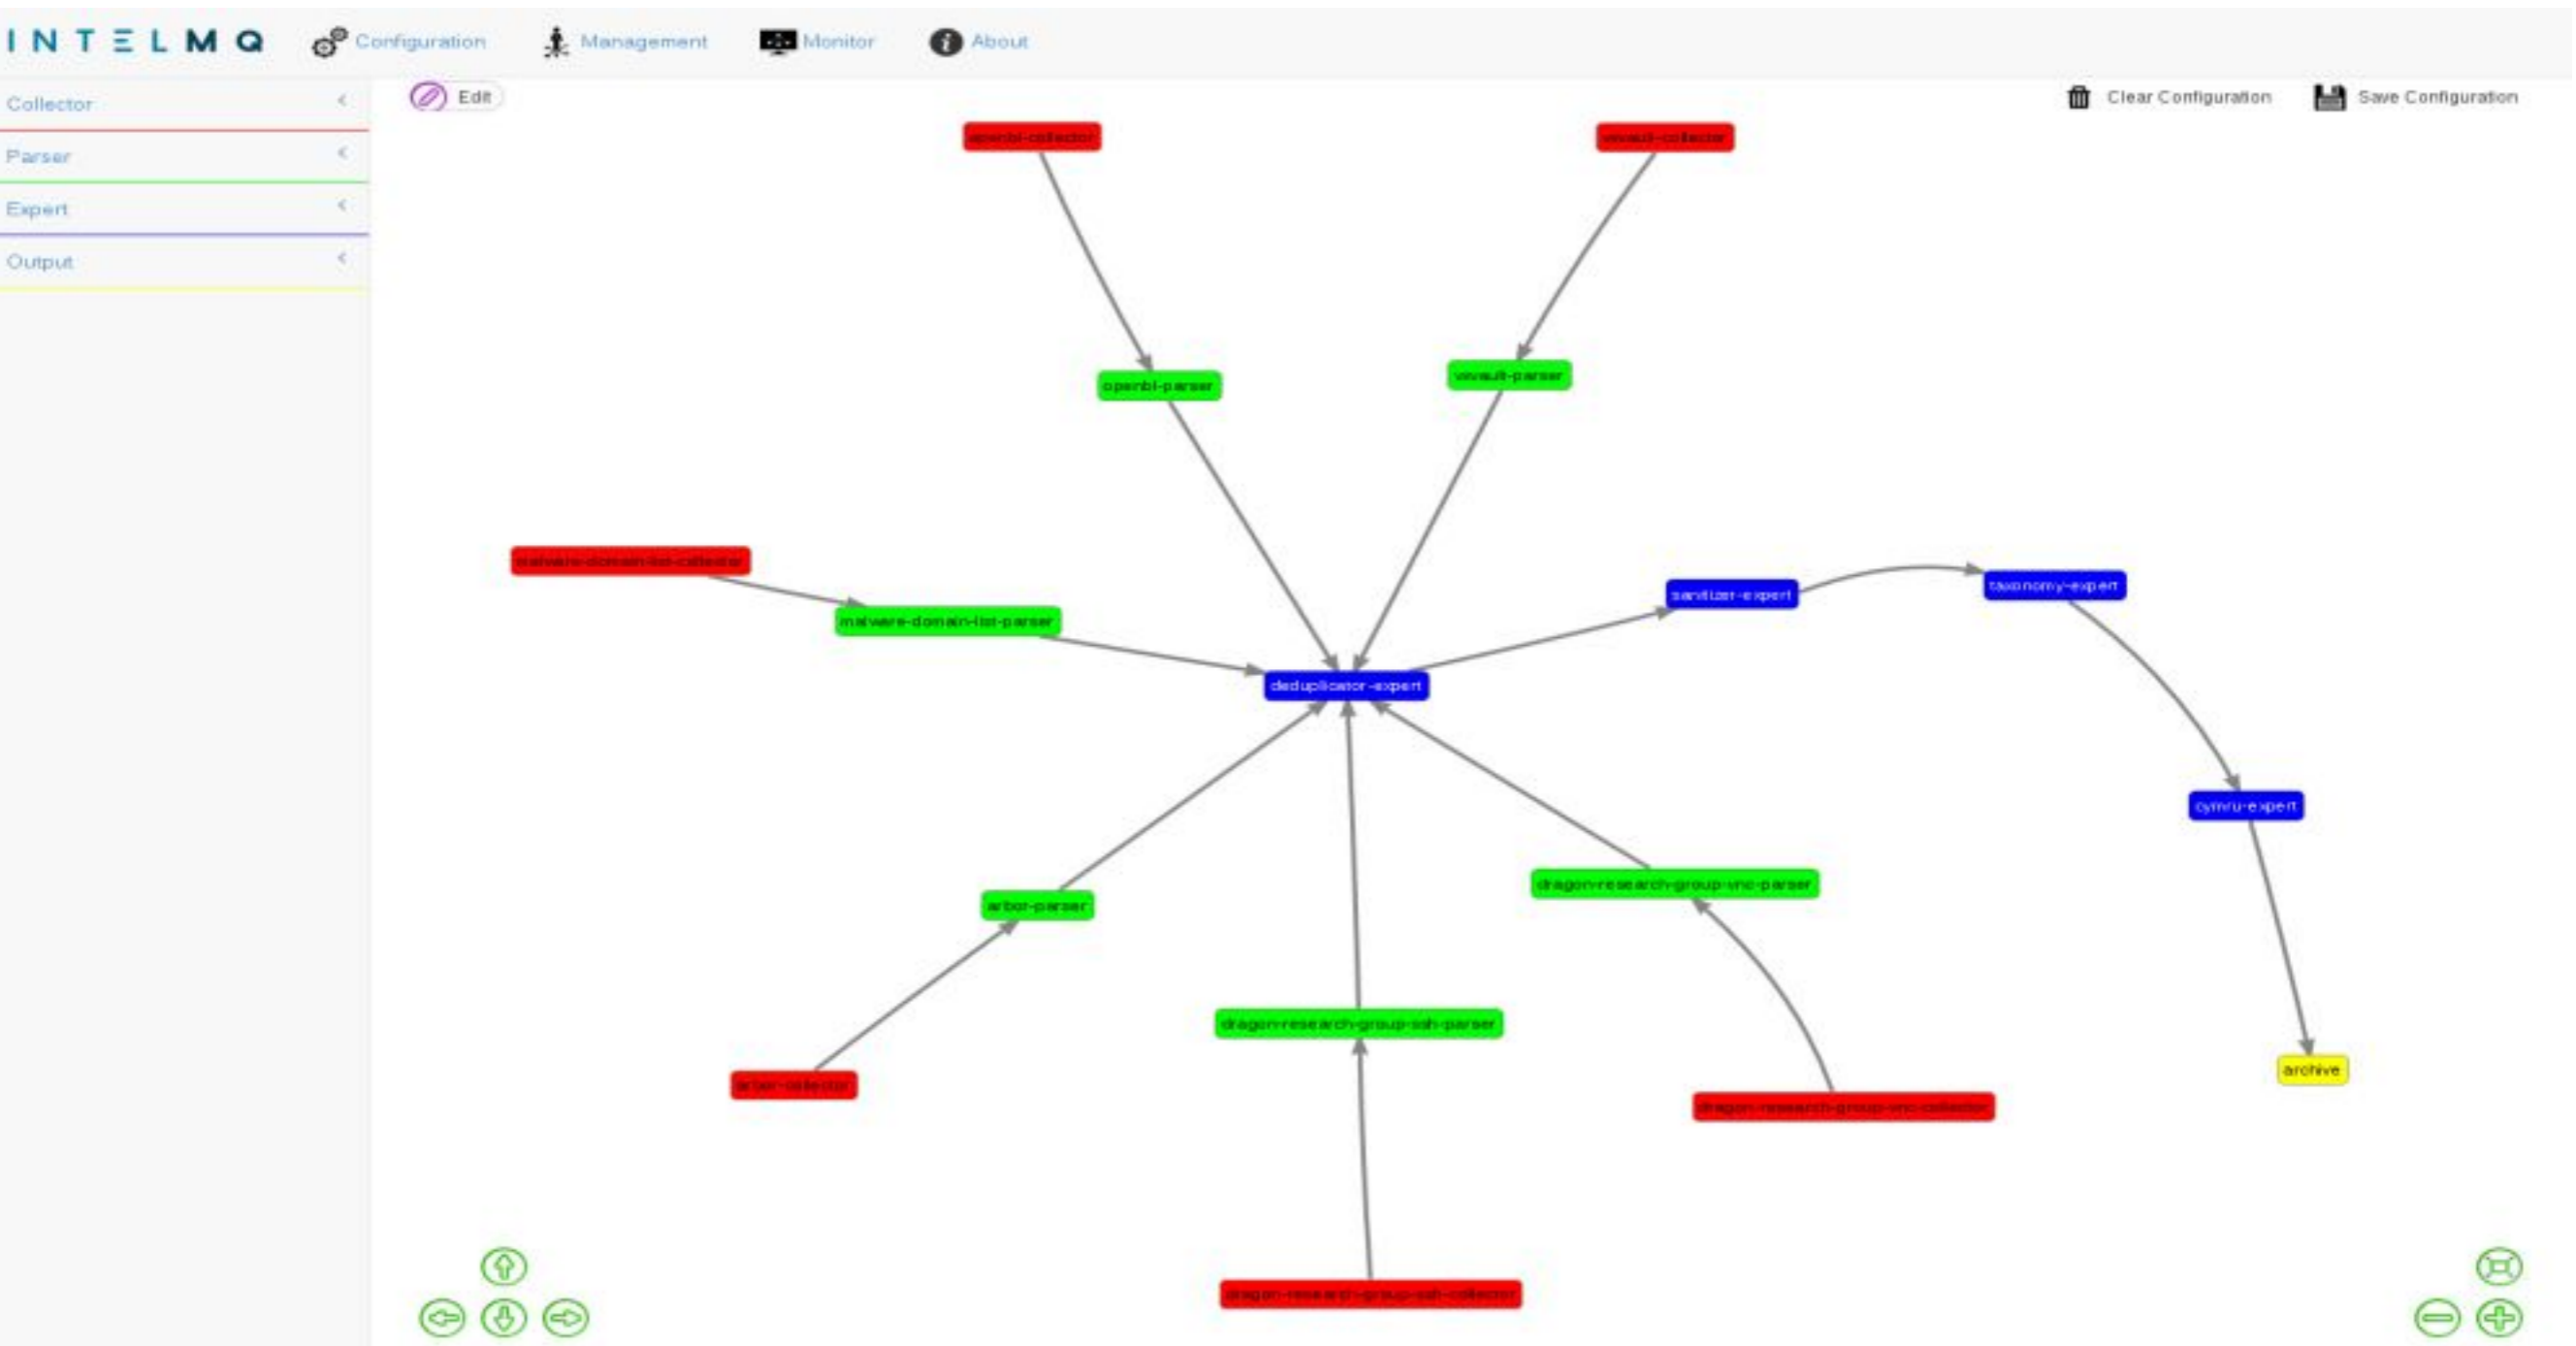 INTELMQ Configuration Management Monitor About
Collector
Parser
Expert
Output
Edit
Clear Configuration Save Configuration
openbl-collector
vxvault-collector
openbl-parser
vxvault-parser
malware-domain-list-collector
malware-domain-list-parser
sanitizer-expert
taxonomy-expert
deduplicator-expert
cymru-expert
dragon-research-group-vnc-parser
arbor-parser
dragon-research-group-ssh-parser
archive
arbor-collector
dragon-research-group-vnc-collector
dragon-research-group-ssh-collector